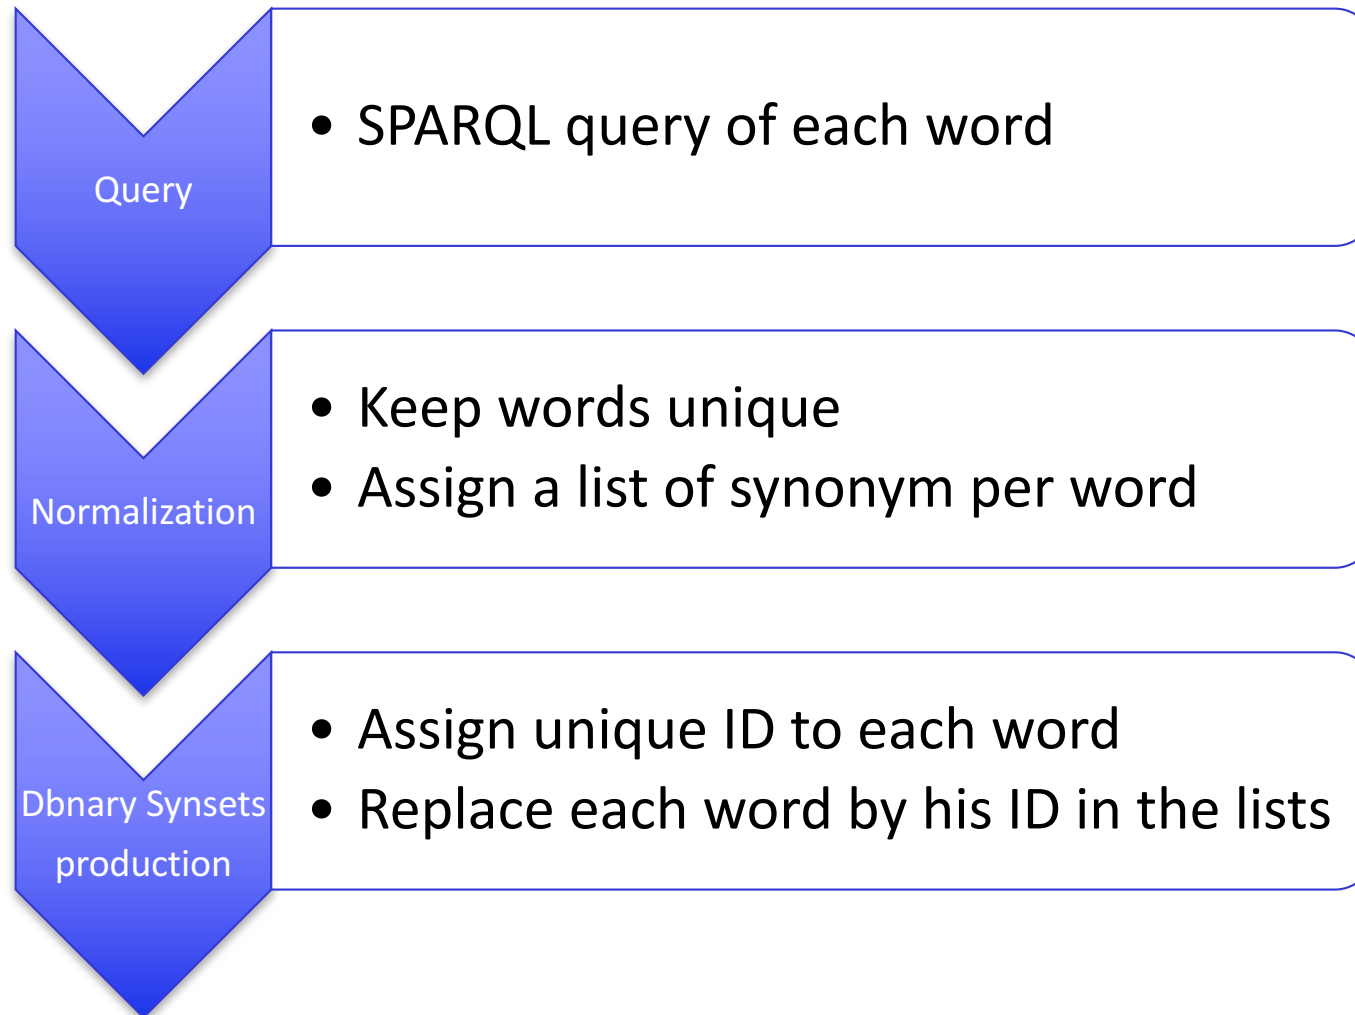 Query
• SPARQL query of each word
Normalization
• Keep words unique
• Assign a list of synonym per word
Dbnary Synsets
production
• Assign unique ID to each word
• Replace each word by his ID in the lists